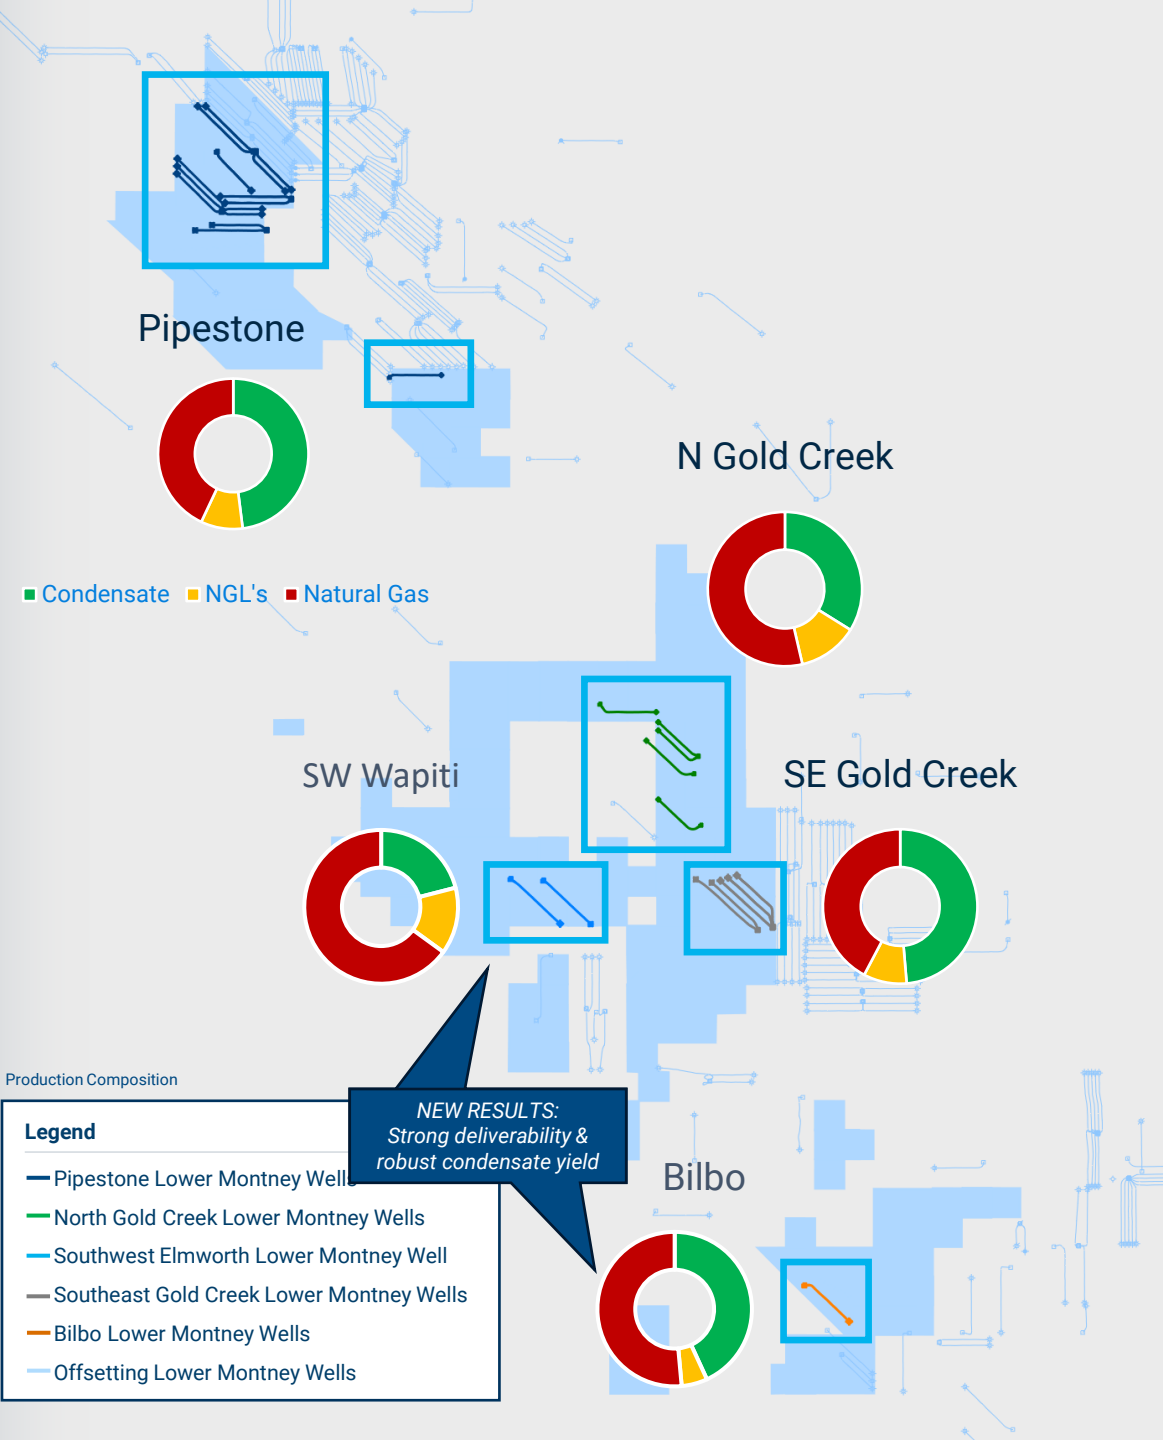 Pipestone
N Gold Creek
Condensate NGL's Natural Gas
SW Wapiti
SE Gold Creek
Production Composition
NEW RESULTS:
Strong deliverability &
robust condensate yield
Legend
Pipestone Lower Montney Wells
North Gold Creek Lower Montney Wells
Southwest Elmworth Lower Montney Well
Southeast Gold Creek Lower Montney Wells
Bilbo Lower Montney Wells
Offsetting Lower Montney Wells
Bilbo